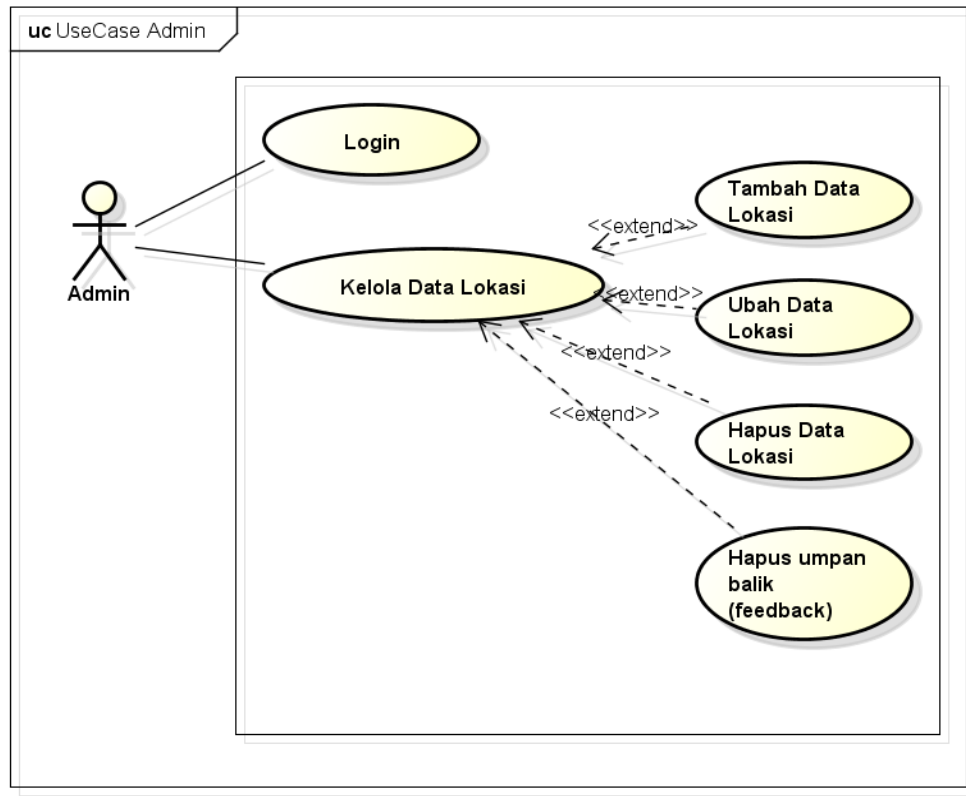 uc UseCase Admin
Login
Tambah Data
Lokasi
<<extend>>
Admin
Kelola Data Lokasi
<<extend>>
Ubah Data
Lokasi
<<extend>>
<<extend>>
Hapus Data
Lokasi
Hapus umpan
balik
(feedback)